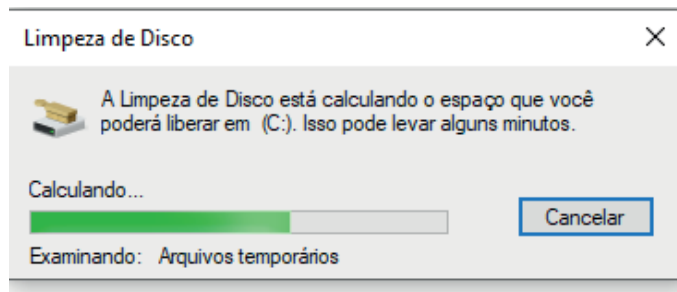 Limpeza de Disco
A Limpeza de Disco está calculando o espaço que você
poderá liberar em (C:). Isso pode levar alguns minutos.
Calculando...
Cancelar
Examinando: Arquivos temporários